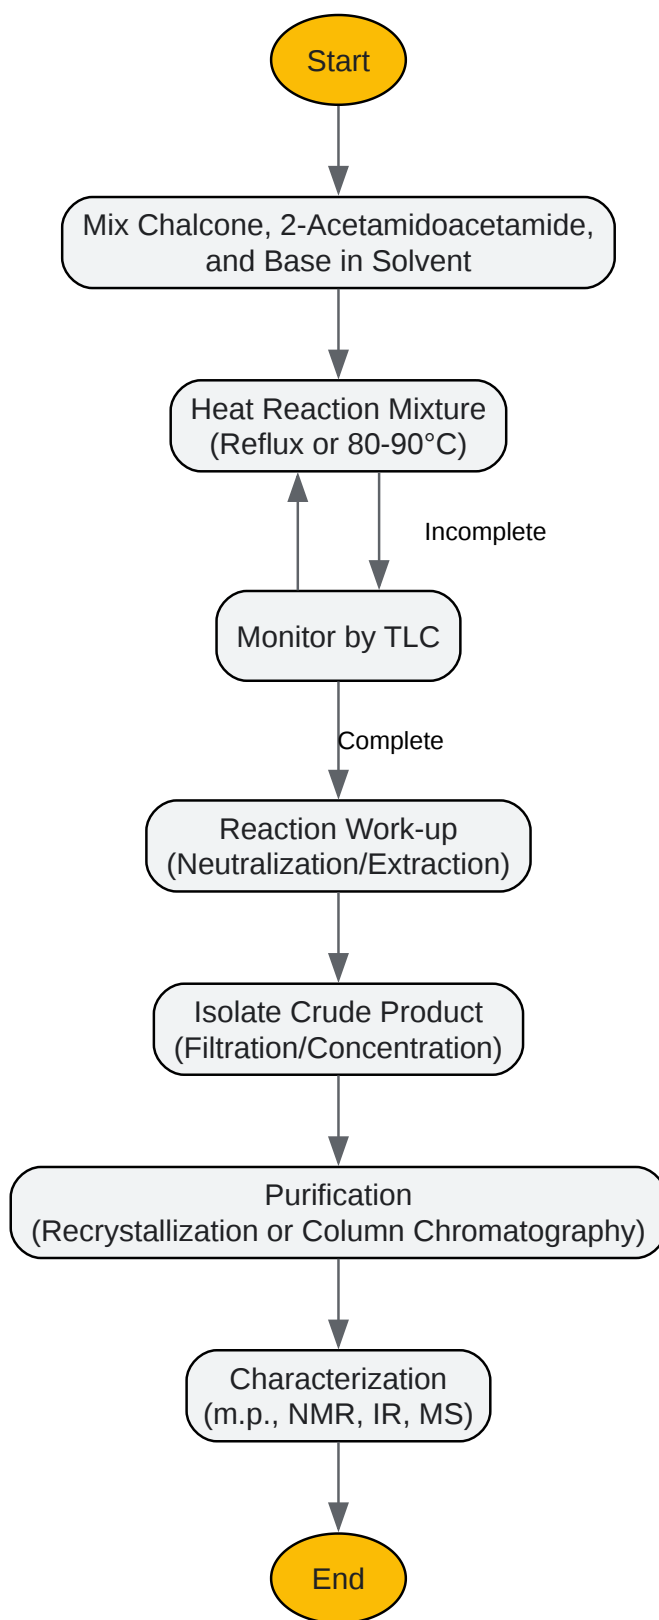 Start
Mix Chalcone, 2-Acetamidoacetamide,
and Base in Solvent
Heat Reaction Mixture
(Reflux or 80-90°C)
Incomplete
Monitor by TLC
Complete
Reaction Work-up
(Neutralization/Extraction)
Isolate Crude Product
(Filtration/Concentration)
Purification
(Recrystallization or Column Chromatography)
Characterization
(m.p., NMR, IR, MS)
End